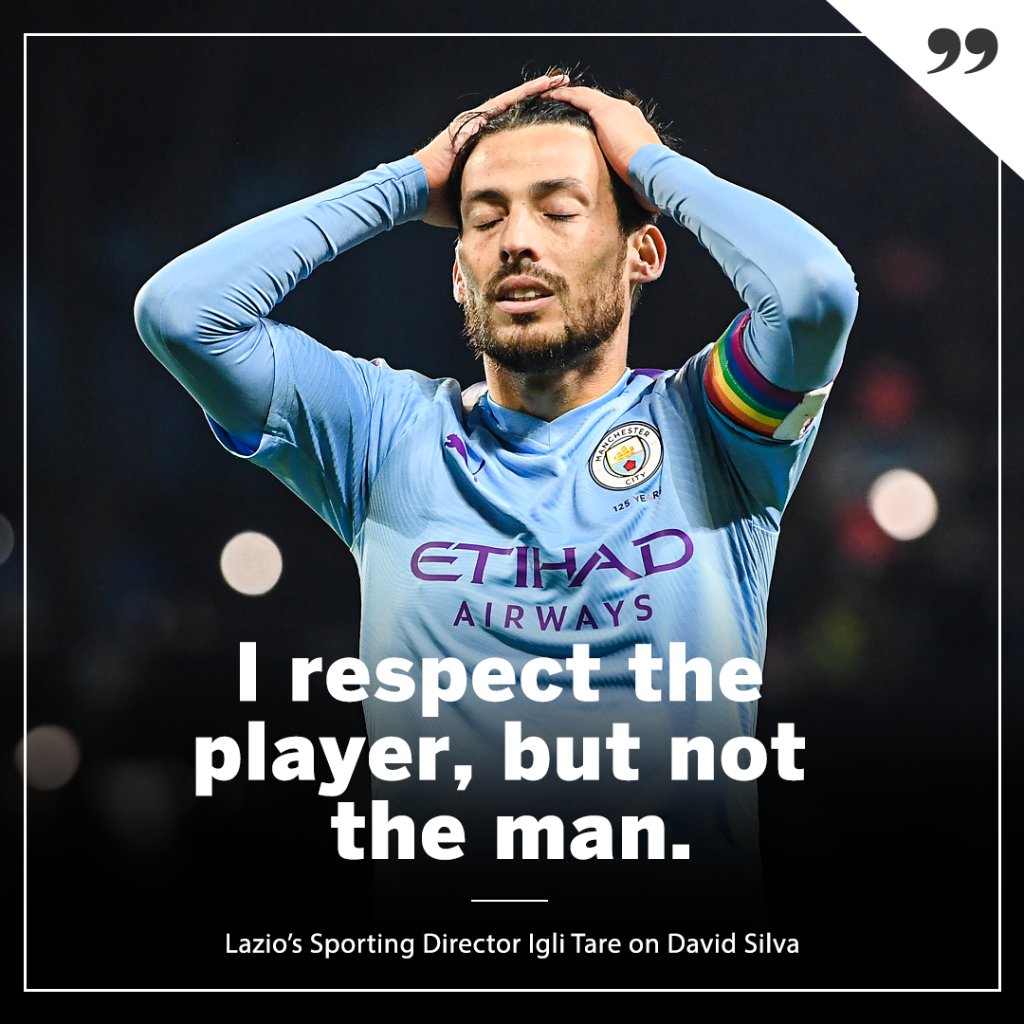 ”
MANCHESTER
CITY
125 YEAR
ETIHAD
AIRWAYS
I respect the
player, but not
the man.
Lazio’s Sporting Director Igli Tare on David Silva